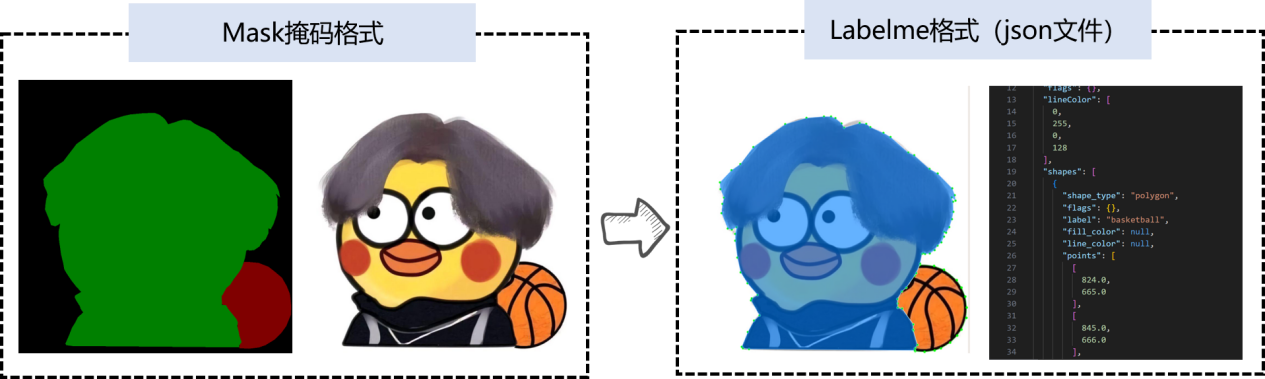 Mask掩码格式
Labelme格式（json文件）
12 "flags": {},
13 "lineColor": [
14 0,
15 255,
16 0,
17 128
18 ],
19 "shapes": [
20 {
21 "shape_type": "polygon",
22 "flags": {},
23 "label": "basketball",
24 "fill_color": null,
25 "line_color": null,
26 "points": [
27 [
28 824.0,
29 665.0
30 ],
31 [
32 845.0,
33 666.0
34 ],